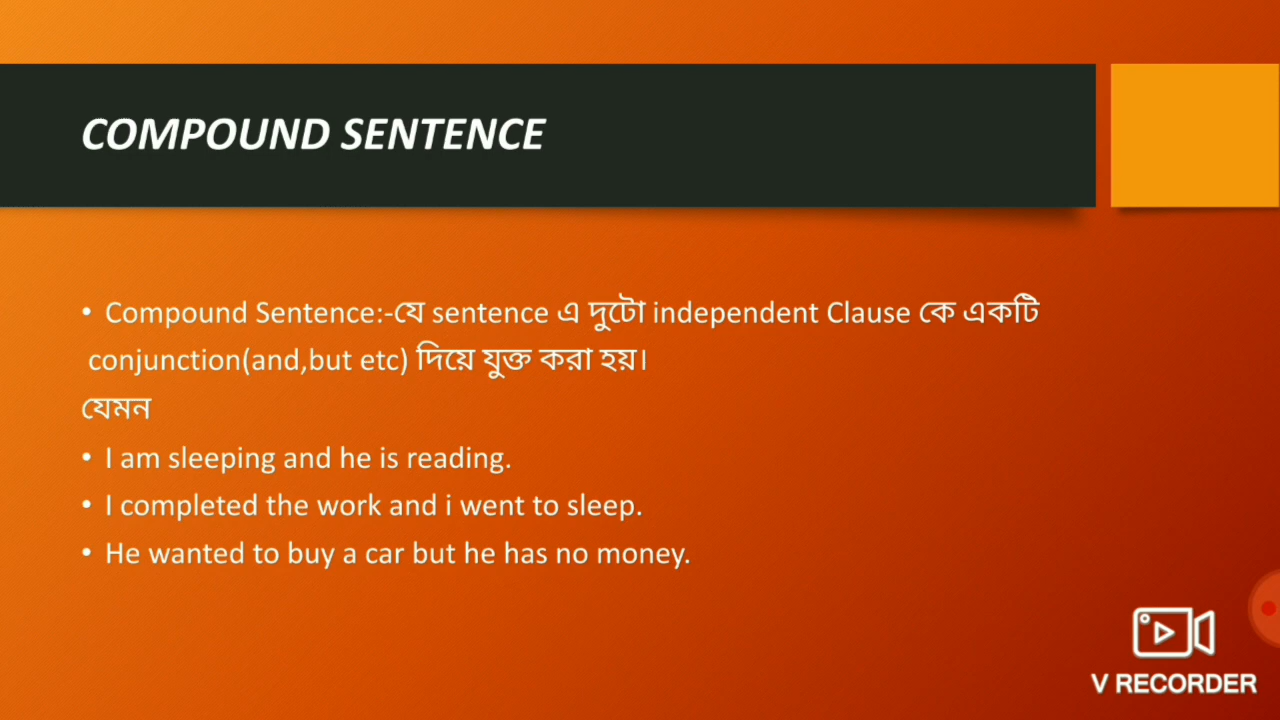 COMPOUND SENTENCE
• Compound Sentence:-যে sentence এ দুটো independent Clause কে একটি
conjunction(and,but etc) দিয়ে যুক্ত করা হয়।
যেমন
• I am sleeping and he is reading.
• I completed the work and i went to sleep.
• He wanted to buy a car but he has no money.
V RECORDER